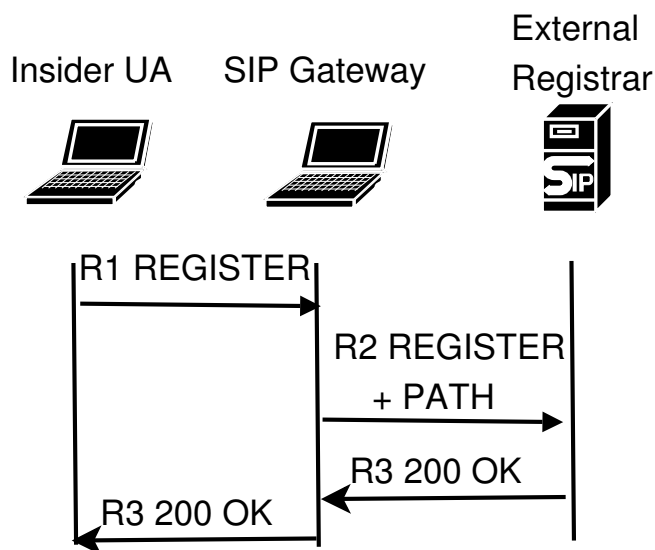 External
Insider UA SIP Gateway Registrar
SIP
R1 REGISTER
R2 REGISTER
+ PATH
R3 200 OK
R3 200 OK